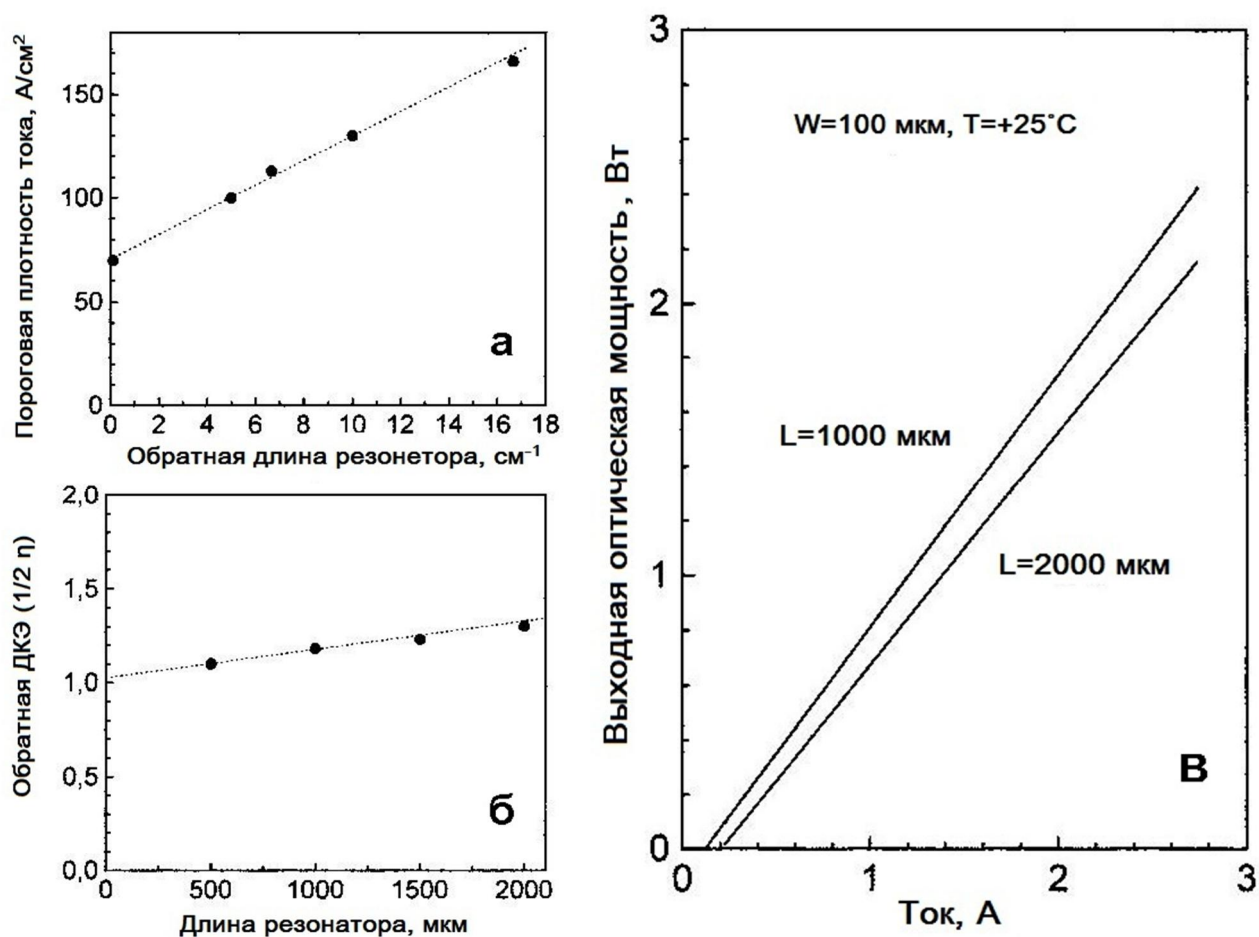 Пороговая плотность тока, А/см²
150
100
50
0
0 2 4 6 8 10 12 14 16 18
Обратная длина резонетора, см⁻¹
а
Обратная ДКЭ (1/2 η)
2,0
1,5
1,0
0,5
0,0
0 500 1000 1500 2000
Длина резонатора, мкм
б
Выходная оптическая мощность, Вт
3
2
1
0
W=100 мкм, T=+25˚C
L=1000 мкм
L=2000 мкм
0 1 2 3
Ток, А
в